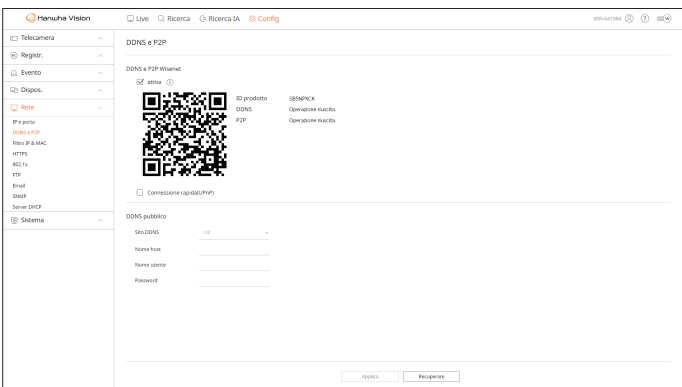 Hanwha Vision
Live
Ricerca
Ricerca IA
Config
XRN-6410B4
Telecamera
Registr.
Evento
Dispos.
Rete
IP e porta
DDNS e P2P
Filtro IP & MAC
HTTPS
802.1x
FTP
Email
SNMP
Server DHCP
Sistema
DDNS e P2P
DDNS e P2P Wisenet
attiva
ID prodotto SB5NPXCK
DDNS Operazione riuscita.
P2P Operazione riuscita.
Connessione rapida(UPnP)
DDNS pubblico
Sito DDNS Off
Nome host
Nome utente
Password
Applica
Recuperare